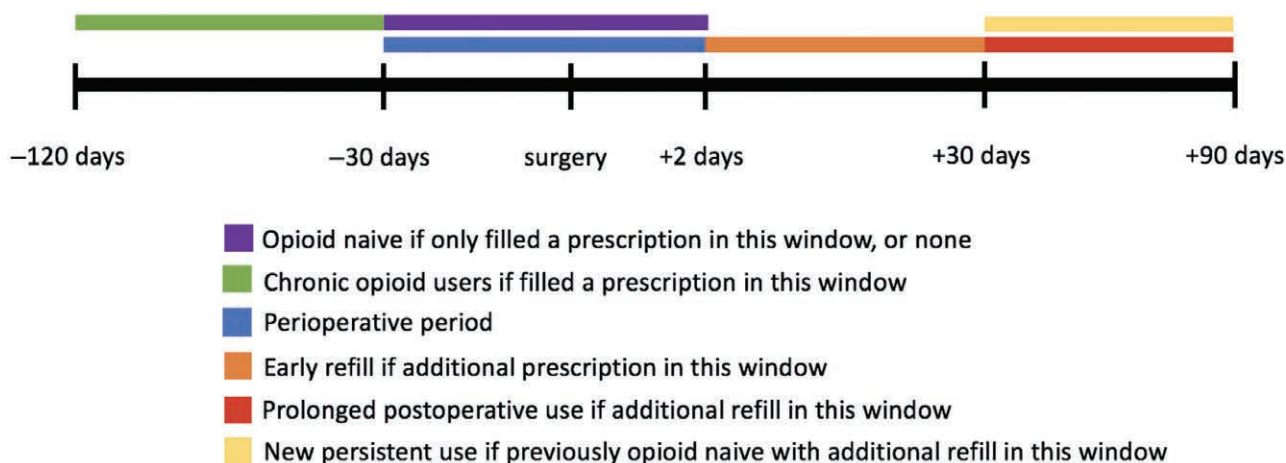 –120 days –30 days surgery +2 days +30 days +90 days
Opioid naive if only filled a prescription in this window, or none
Chronic opioid users if filled a prescription in this window
Perioperative period
Early refill if additional prescription in this window
Prolonged postoperative use if additional refill in this window
New persistent use if previously opioid naive with additional refill in this window